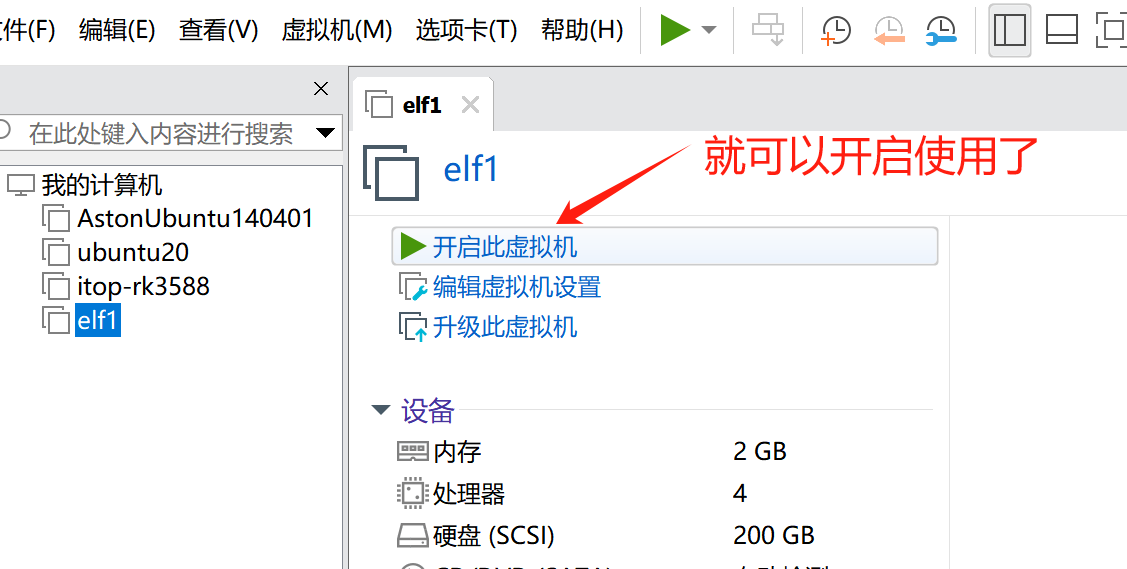 文件(F) 编辑(E) 查看(V) 虚拟机(M) 选项卡(T) 帮助(H)
在此处键入内容进行搜索
我的计算机
AstonUbuntu140401
ubuntu20
itop-rk3588
elf1
elf1
elf1
就可以开启使用了
开启此虚拟机
编辑虚拟机设置
升级此虚拟机
设备
内存 2 GB
处理器 4
硬盘 (SCSI) 200 GB